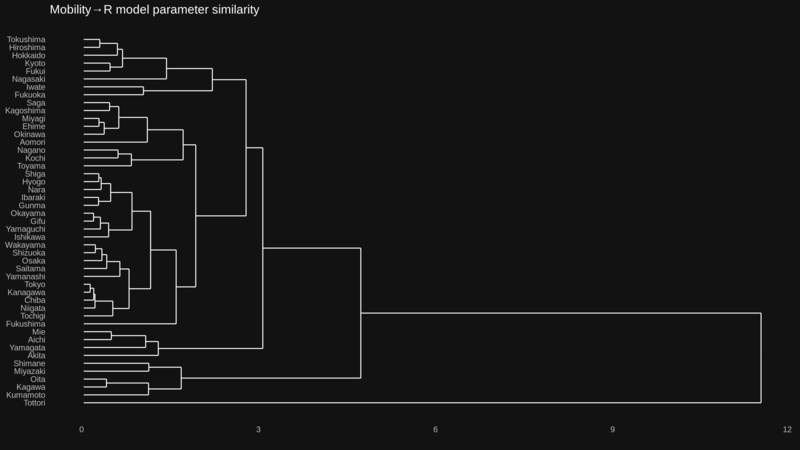 Mobility→R model parameter similarity
Tokushima
Hiroshima
Hokkaido
Kyoto
Fukui
Nagasaki
Iwate
Fukuoka
Saga
Kagoshima
Miyagi
Ehime
Okinawa
Aomori
Nagano
Kochi
Toyama
Shiga
Hyogo
Nara
Ibaraki
Gunma
Okayama
Gifu
Yamaguchi
Ishikawa
Wakayama
Shizuoka
Osaka
Saitama
Yamanashi
Tokyo
Kanagawa
Chiba
Niigata
Tochigi
Fukushima
Mie
Aichi
Yamagata
Akita
Shimane
Miyazaki
Oita
Kagawa
Kumamoto
Tottori
0 3 6 9 12